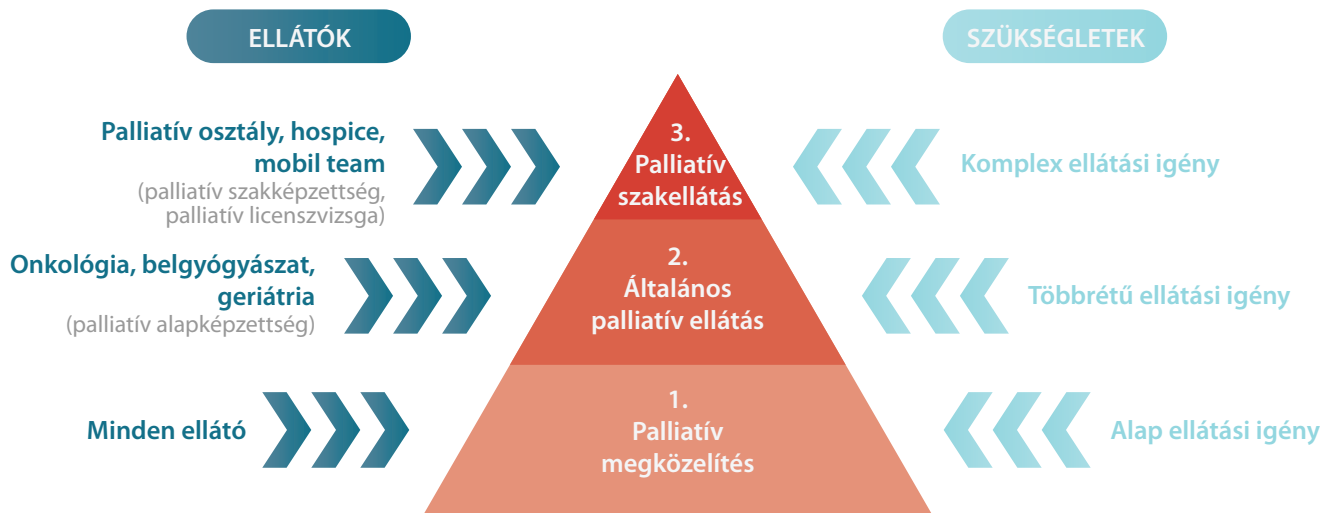 ELLÁTÓK
SZÜKSÉGLETEK
Palliatív osztály, hospice,
mobil team
(palliatív szakképzettség,
palliatív licenszvizsga)
3.
Palliatív
szakellátás
Komplex ellátási igény
Onkológia, belgyógyászat,
geriátria
(palliatív alapképzettség)
2.
Általános
palliatív ellátás
Többrétű ellátási igény
Minden ellátó
1.
Palliatív
megközelítés
Alap ellátási igény